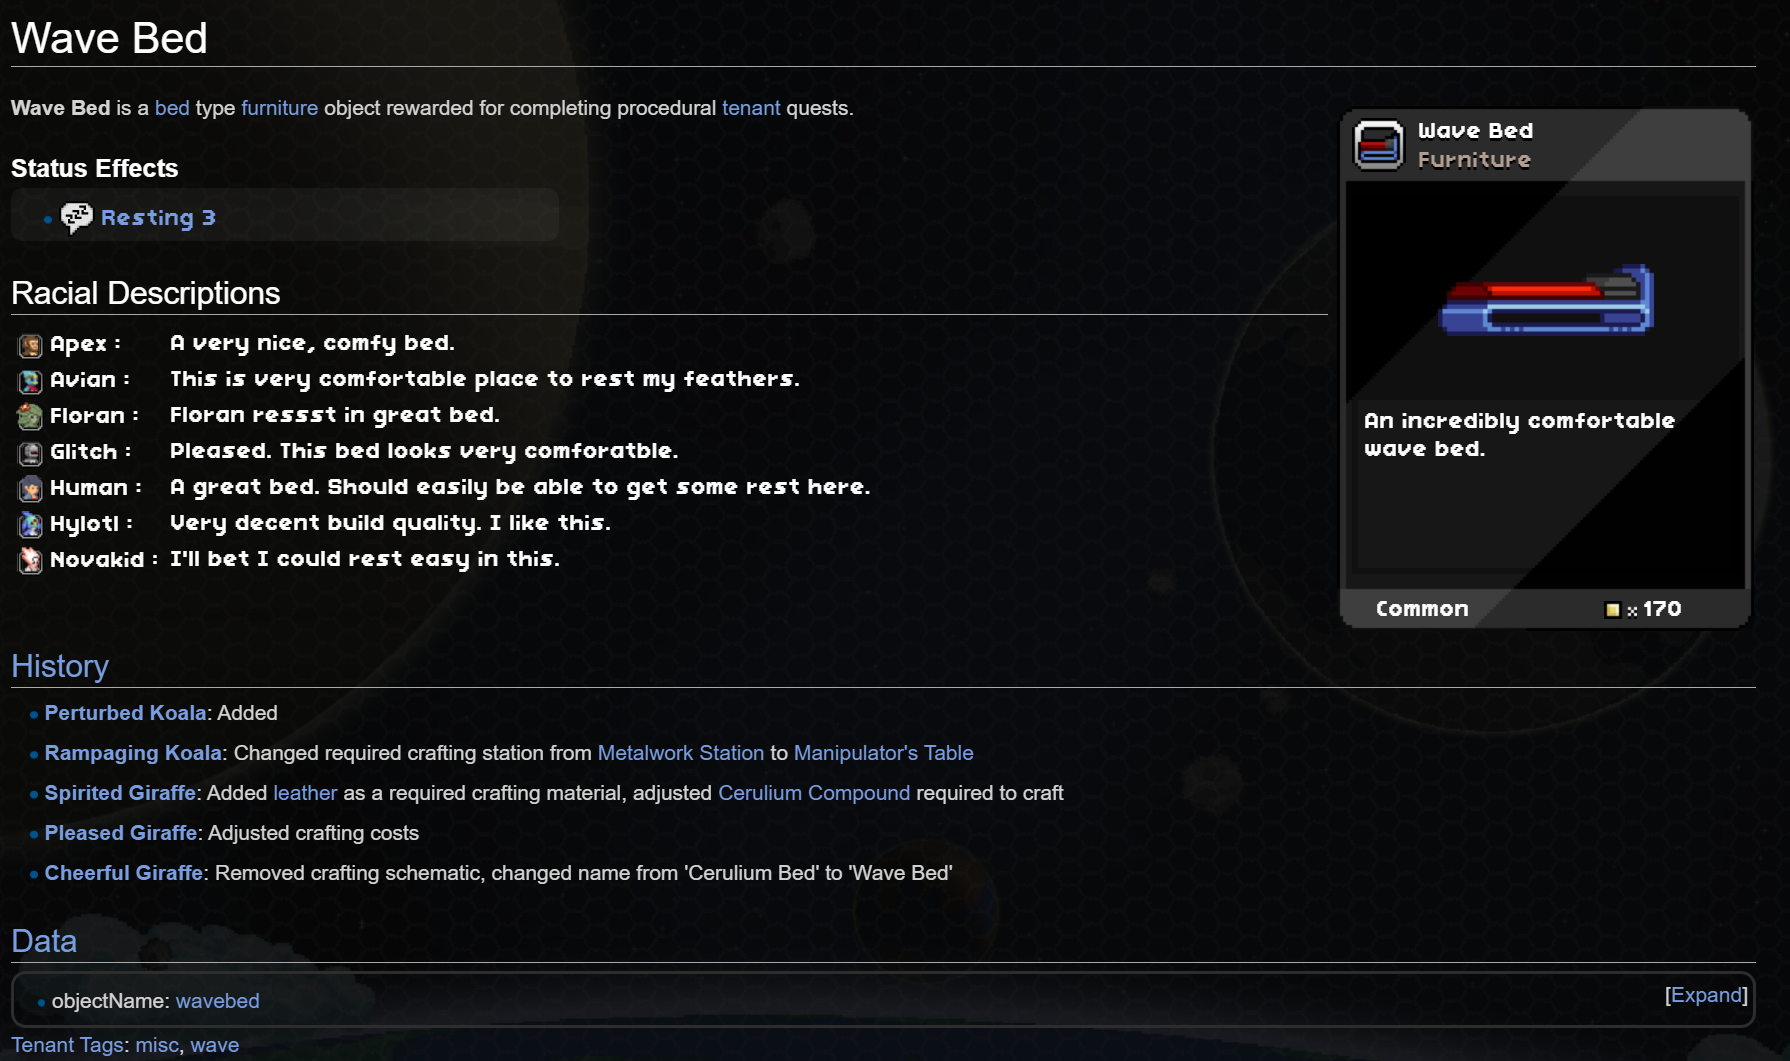 Wave Bed
Wave Bed is a bed type furniture object rewarded for completing procedural tenant quests.
Status Effects
Resting 3
Racial Descriptions
Apex : A very nice, comfy bed.
Avian : This is very comfortable place to rest my feathers.
Floran : Floran ressst in great bed.
Glitch : Pleased. This bed looks very comforatble.
Human : A great bed. Should easily be able to get some rest here.
Hylotl : Very decent build quality. I like this.
Novakid : I'll bet I could rest easy in this.
Wave Bed
Furniture
An incredibly comfortable
wave bed.
Common x 170
History
Perturbed Koala: Added
Rampaging Koala: Changed required crafting station from Metalwork Station to Manipulator's Table
Spirited Giraffe: Added leather as a required crafting material, adjusted Cerulium Compound required to craft
Pleased Giraffe: Adjusted crafting costs
Cheerful Giraffe: Removed crafting schematic, changed name from 'Cerulium Bed' to 'Wave Bed'
Data
objectName: wavebed [Expand]
Tenant Tags: misc, wave